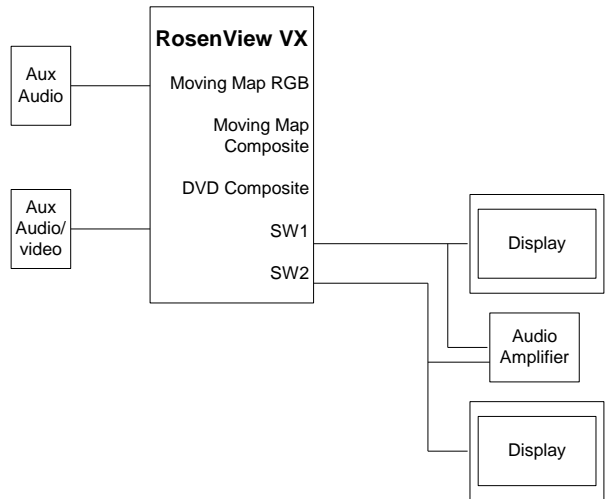 RosenView VX
Aux
Audio
Moving Map RGB
Moving Map
Composite
DVD Composite
Aux
Audio/
video
SW1
SW2
Display
Audio
Amplifier
Display